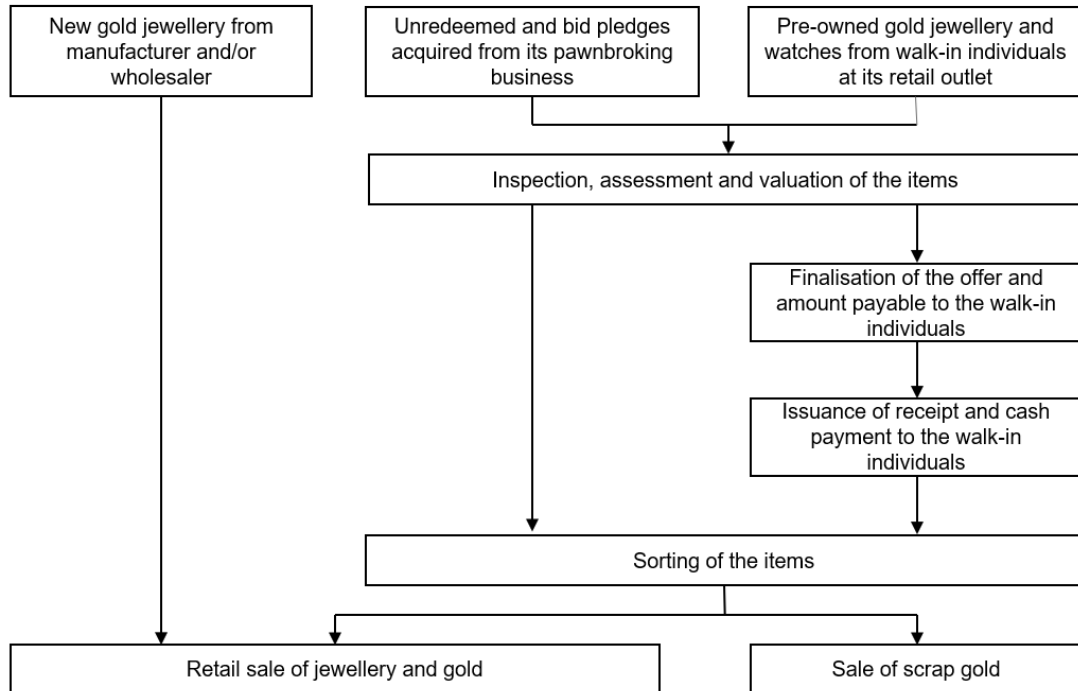 New gold jewellery from
manufacturer and/or
wholesaler
Unredeemed and bid pledges
acquired from its pawnbroking
business
Pre-owned gold jewellery and
watches from walk-in individuals
at its retail outlet
Inspection, assessment and valuation of the items
Finalisation of the offer and
amount payable to the walk-in
individuals
Issuance of receipt and cash
payment to the walk-in
individuals
Sorting of the items
Retail sale of jewellery and gold
Sale of scrap gold